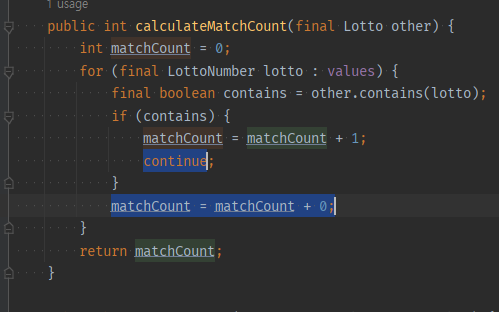 1 usage
public int calculateMatchCount(final Lotto other) {
int matchCount = 0;
for (final LottoNumber lotto : values) {
final boolean contains = other.contains(lotto);
if (contains) {
matchCount = matchCount + 1;
continue;
}
matchCount = matchCount + 0;
}
return matchCount;
}